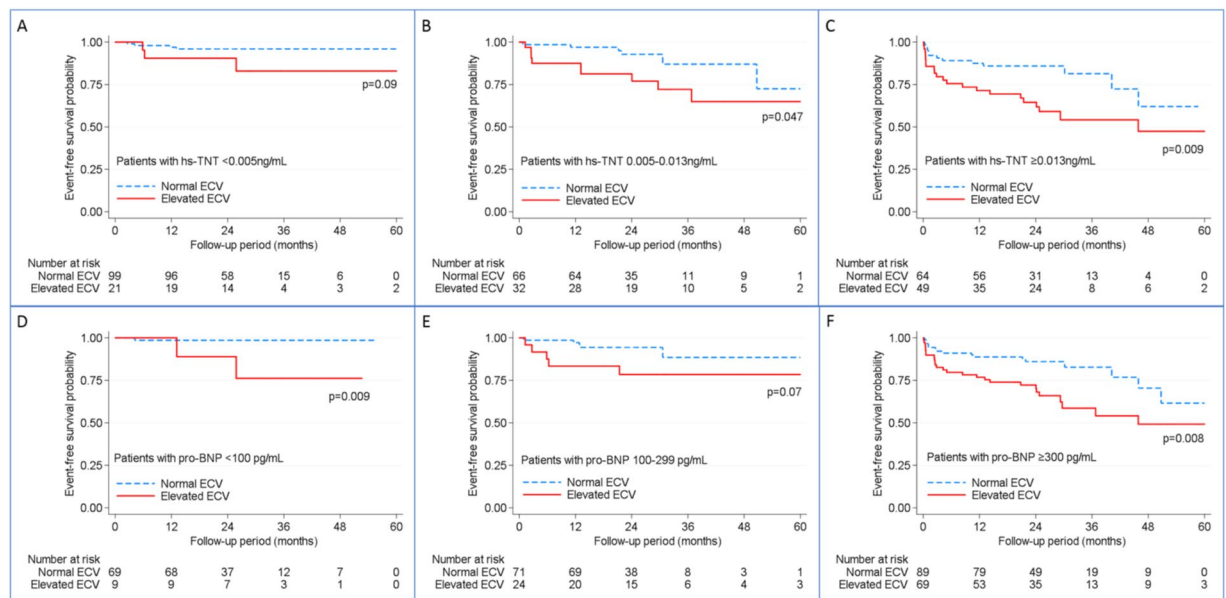 A
Event-free survival probability
1.00
0.75
0.50
0.25
0.00
p=0.09
Patients with hs-TNT <0.005ng/mL
Normal ECV
Elevated ECV
0 12 24 36 48 60
Follow-up period (months)
Number at risk
Normal ECV 99 96 58 15 6 0
Elevated ECV 21 19 14 4 3 2
B
Event-free survival probability
1.00
0.75
0.50
0.25
0.00
p=0.047
Patients with hs-TNT 0.005-0.013ng/mL
Normal ECV
Elevated ECV
0 12 24 36 48 60
Follow-up period (months)
Number at risk
Normal ECV 66 64 35 11 9 1
Elevated ECV 32 28 19 10 5 2
C
Event-free survival probability
1.00
0.75
0.50
0.25
0.00
p=0.009
Patients with hs-TNT ≥0.013ng/mL
Normal ECV
Elevated ECV
0 12 24 36 48 60
Follow-up period (months)
Number at risk
Normal ECV 64 56 31 13 4 0
Elevated ECV 49 35 24 8 6 2
D
Event-free survival probability
1.00
0.75
0.50
0.25
0.00
p=0.009
Patients with pro-BNP <100 pg/mL
Normal ECV
Elevated ECV
0 12 24 36 48 60
Follow-up period (months)
Number at risk
Normal ECV 69 68 37 12 7 0
Elevated ECV 9 9 7 3 1 0
E
Event-free survival probability
1.00
0.75
0.50
0.25
0.00
p=0.07
Patients with pro-BNP 100-299 pg/mL
Normal ECV
Elevated ECV
0 12 24 36 48 60
Follow-up period (months)
Number at risk
Normal ECV 71 69 38 8 3 1
Elevated ECV 24 20 15 6 4 3
F
Event-free survival probability
1.00
0.75
0.50
0.25
0.00
p=0.008
Patients with pro-BNP ≥300 pg/mL
Normal ECV
Elevated ECV
0 12 24 36 48 60
Follow-up period (months)
Number at risk
Normal ECV 89 79 49 19 9 0
Elevated ECV 69 53 35 13 9 3